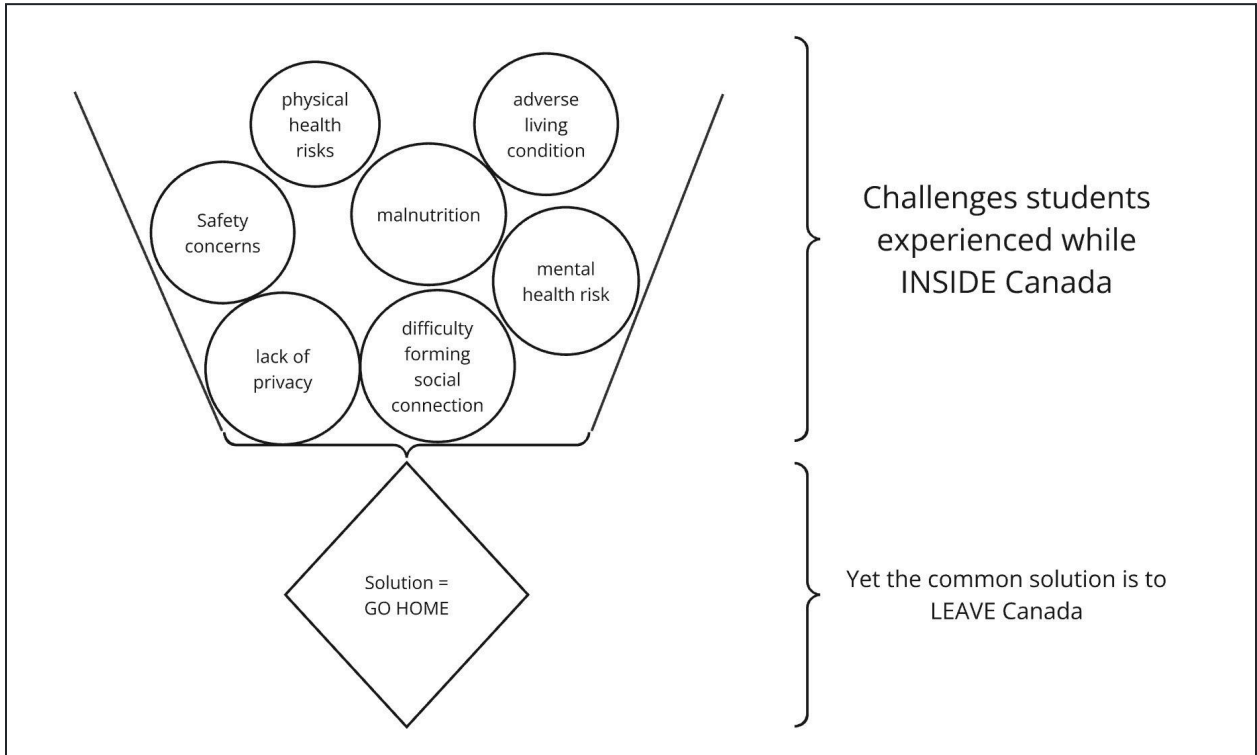 physical
health
risks
adverse
living
condition
Safety
concerns
malnutrition
mental
health risk
lack of
privacy
difficulty
forming
social
connection
Challenges students
experienced while
INSIDE Canada
Solution =
GO HOME
Yet the common solution is to
LEAVE Canada